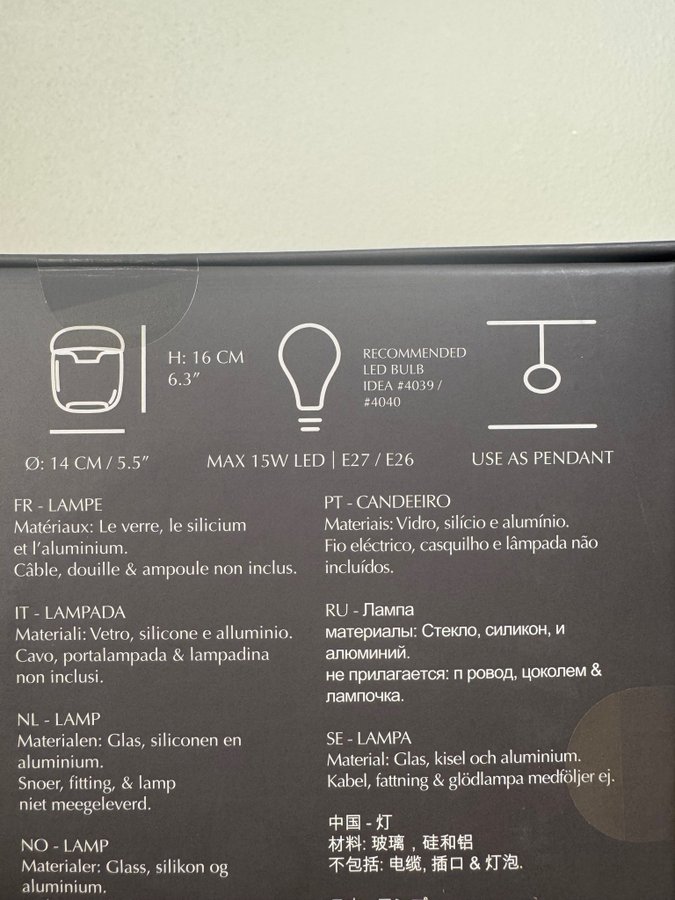 H: 16 CM
6.3”
RECOMMENDED
LED BULB
IDEA #4039 /
#4040
Ø: 14 CM / 5.5”
MAX 15W LED | E27 / E26
USE AS PENDANT
FR - LAMPE
Matériaux: Le verre, le silicium
et l’aluminium.
Câble, douille & ampoule non inclus.
IT - LAMPADA
Materiali: Vetro, silicone e alluminio.
Cavo, portalampada & lampadina
non inclusi.
NL - LAMP
Materialen: Glas, siliconen en
aluminium.
Snoer, fitting, & lamp
niet meegeleverd.
NO - LAMP
Materialer: Glass, silikon og
aluminium.
PT - CANDEEIRO
Materiais: Vidro, silício e alumínio.
Fio eléctrico, casquilho e lâmpada não
incluídos.
RU - Лампа
материалы: Стекло, силикон, и
алюминий.
не прилагается: п ровод, цоколем &
лампочка.
SE - LAMPA
Material: Glas, kisel och aluminium.
Kabel, fattning & glödlampa medföljer ej.
中国 - 灯
材料: 玻璃，硅和铝
不包括: 电缆, 插口 & 灯泡.